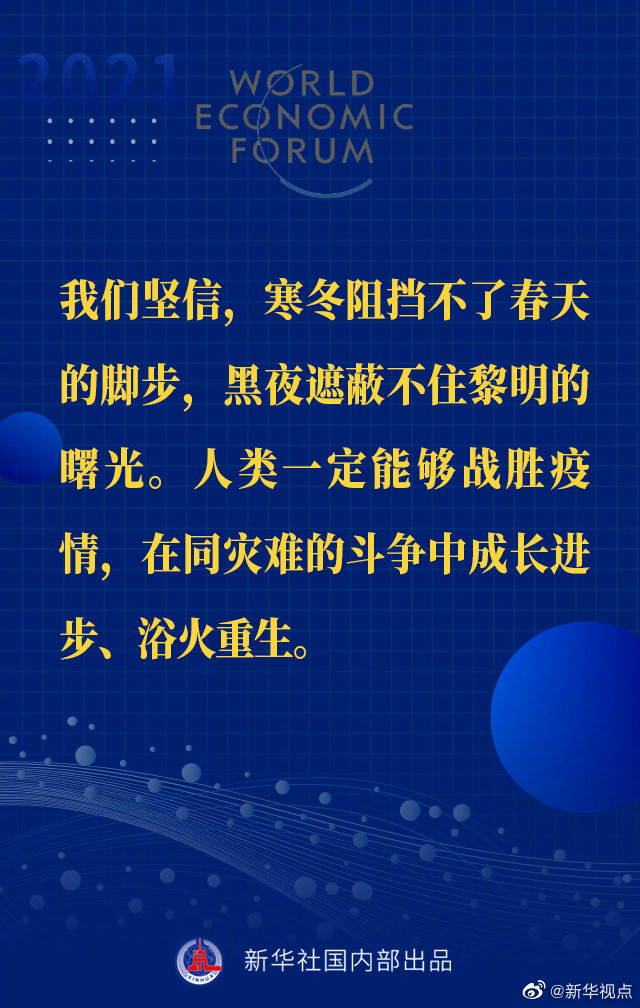 2021
WORLD
ECONOMIC
FORUM
我们坚信，寒冬阻挡不了春天
的脚步，黑夜遮蔽不住黎明的
曙光。人类一定能够战胜疫
情，在同灾难的斗争中成长进
步、浴火重生。
XINHUA
新华社国内部出品
@新华视点